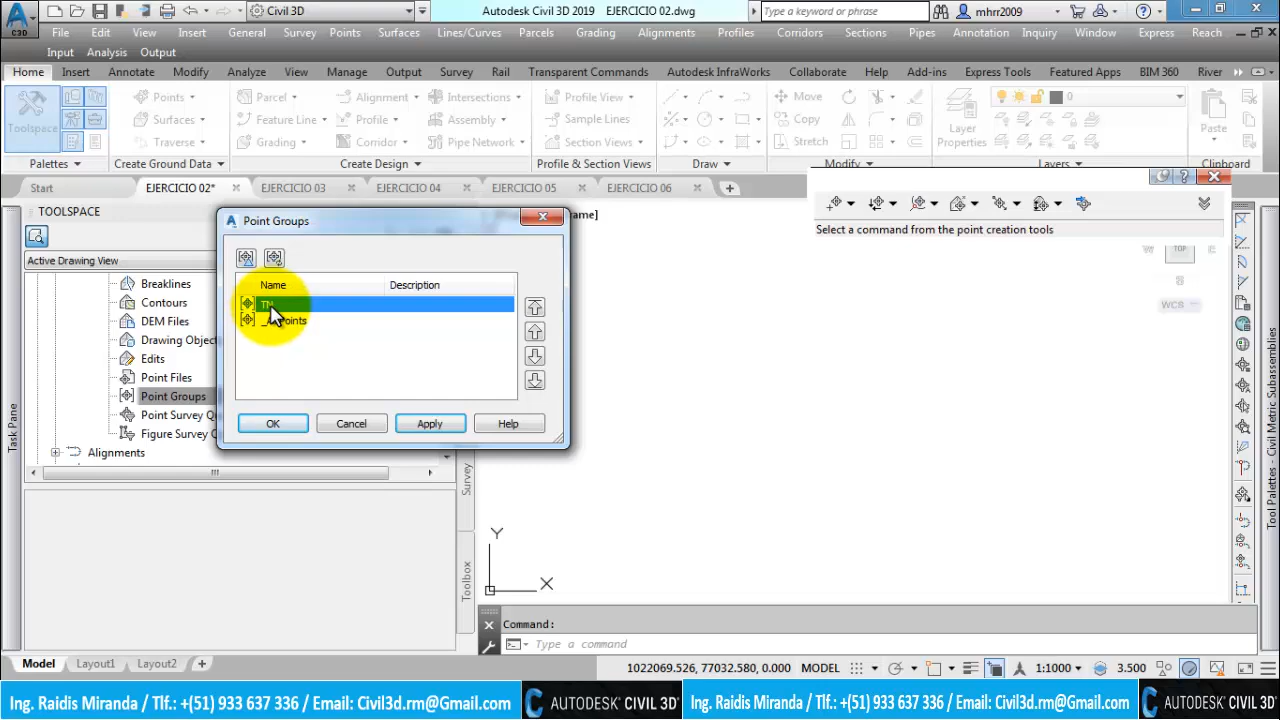 C3D
Civil 3D
Autodesk Civil 3D 2019 EJERCICIO 02.dwg
Type a keyword or phrase
mhrr2009
File Edit View Insert General Survey Points Surfaces Lines/Curves Parcels Grading Alignments Profiles Corridors Sections Pipes Annotation Inquiry Window Express Reach
Input Analysis Output
Home Insert Annotate Modify Analyze View Manage Output Survey Rail Transparent Commands Autodesk InfraWorks Collaborate Help Add-ins Express Tools Featured Apps BIM 360 River
Points Parcel Alignment Intersections Profile View Move Copy Stretch 0
Toolspace Surfaces Feature Line Profile Assembly Sample Lines Layer Properties Paste
Traverse Grading Corridor Pipe Network Section Views
Palettes Create Ground Data Create Design Profile & Section Views Draw Modify Layers Clipboard
Start EJERCICIO 02* EJERCICIO 03 EJERCICIO 04 EJERCICIO 05 EJERCICIO 06
TOOLSPACE
Active Drawing View
Breaklines
Contours
DEM Files
Edits
Point Files
Point Groups
Alignments
Task Pane
Survey
Toolbox
Point Groups
Name Description
TN
OK Cancel Apply Help
Select a command from the point creation tools
TOP
S
WCS
Y
X
Tool Palettes - Civil Metric Subassemblies
Command:
Type a command
Model Layout1 Layout2
1022069.526, 77032.580, 0.000 MODEL 1:1000 3.500
Ing. Raidis Miranda / Tlf.: +(51) 933 637 336 / Email: Civil3d.rm@Gmail.com
AUTODESK CIVIL 3D
Ing. Raidis Miranda / Tlf.: +(51) 933 637 336 / Email: Civil3d.rm@Gmail.com
AUTODESK CIVIL 3D